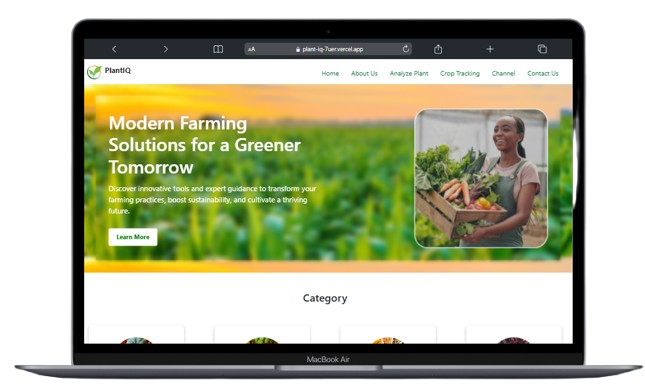 AA
plant-iq-7uer.vercel.app
PlantIQ
Home About Us Analyze Plant Crop Tracking Channel Contact Us
Modern Farming
Solutions for a Greener
Tomorrow
Discover innovative tools and expert guidance to transform your
farming practices, boost sustainability, and cultivate a thriving
future.
Learn More
Category
MacBook Air